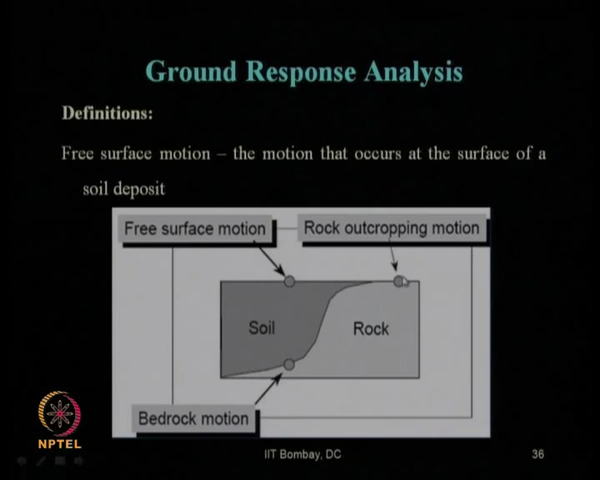 Ground Response Analysis
Definitions:
Free surface motion – the motion that occurs at the surface of a
soil deposit
Free surface motion
Rock outcropping motion
Soil
Rock
Bedrock motion
NPTEL
IIT Bombay, DC
36